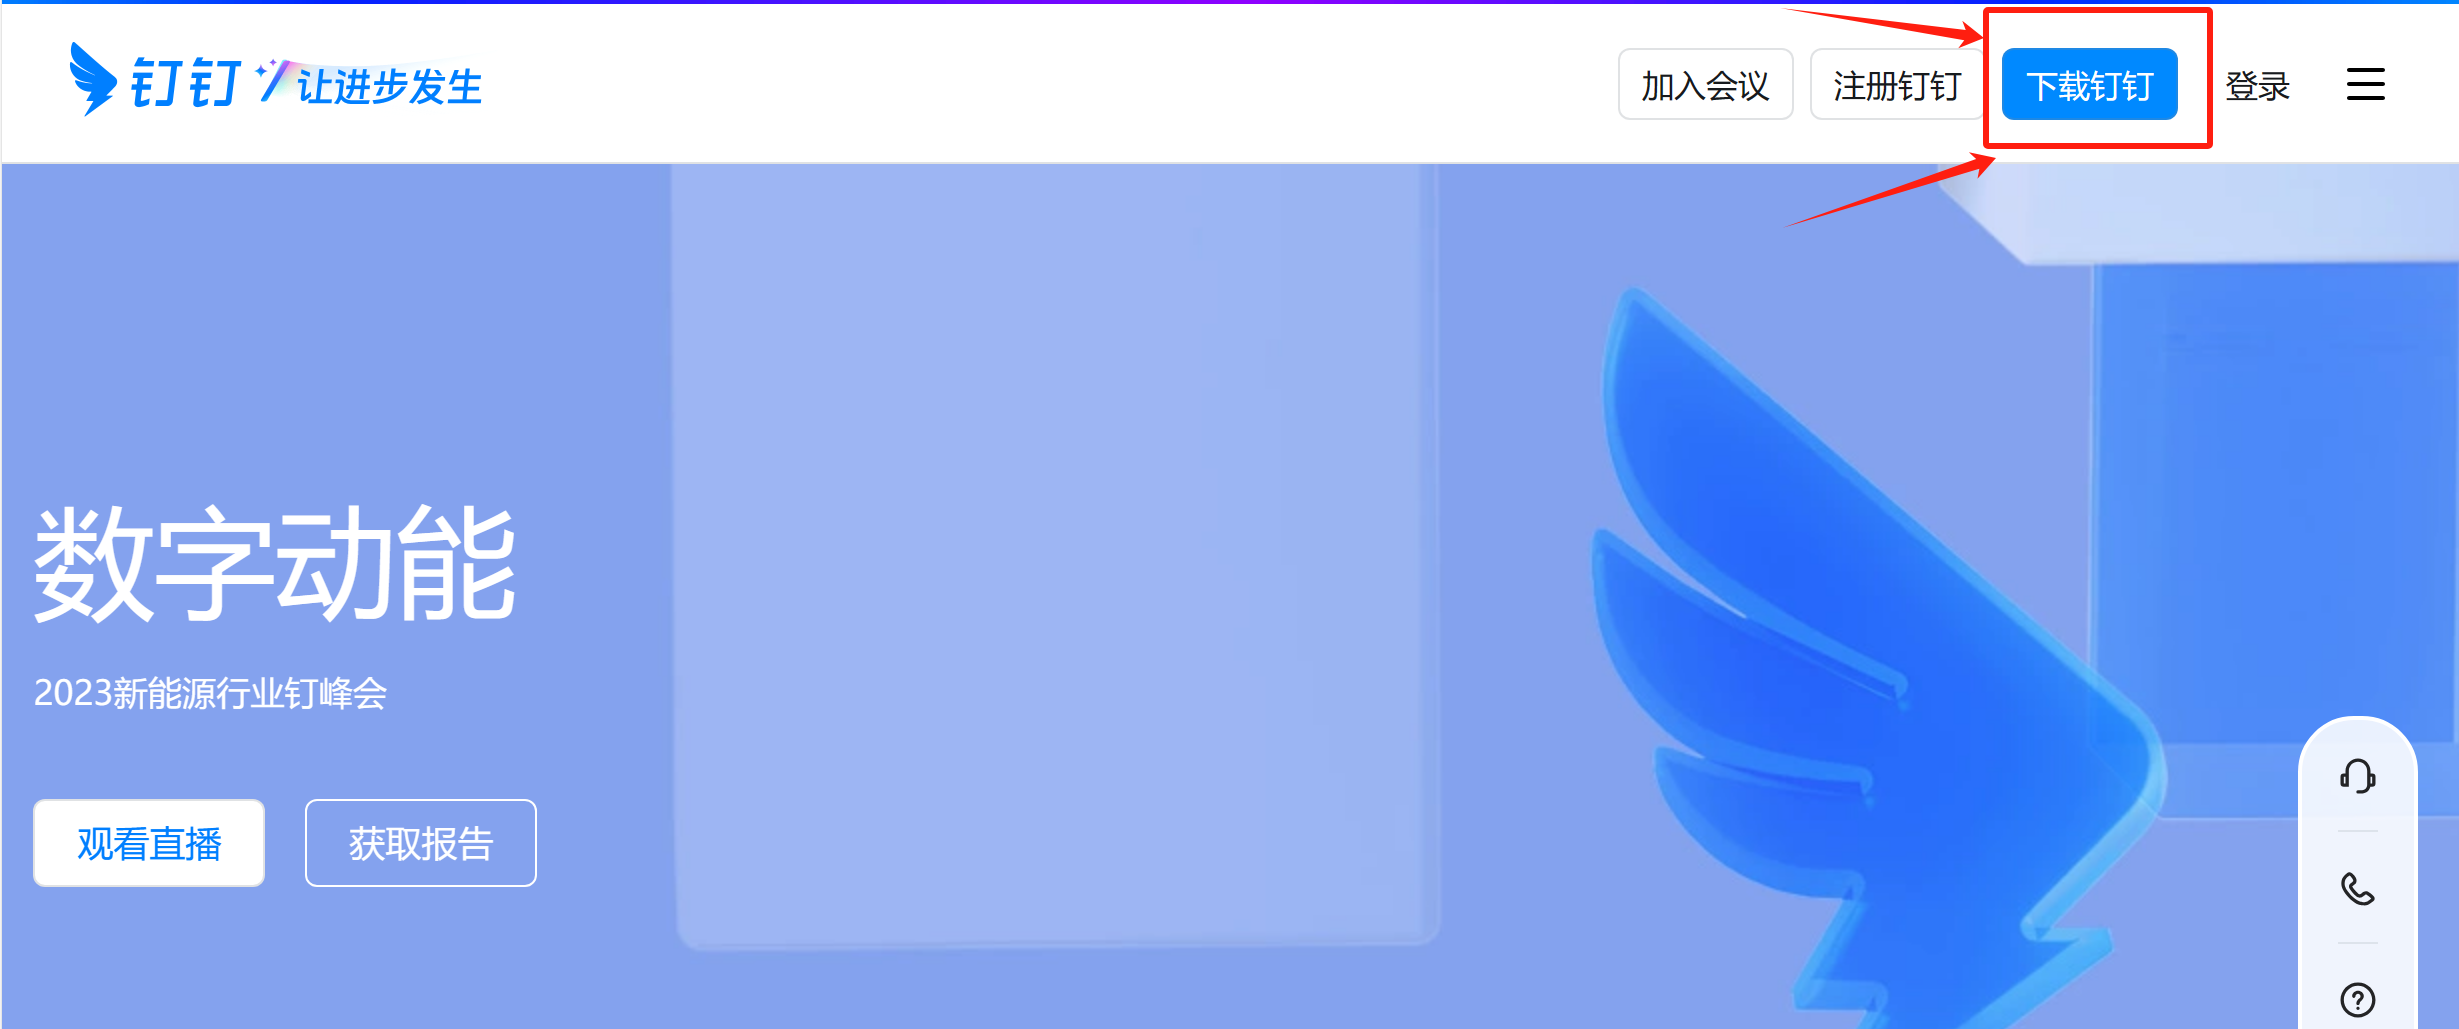 钉钉 让进步发生
加入会议 注册钉钉 下载钉钉 登录
数字动能
2023新能源行业钉峰会
观看直播 获取报告